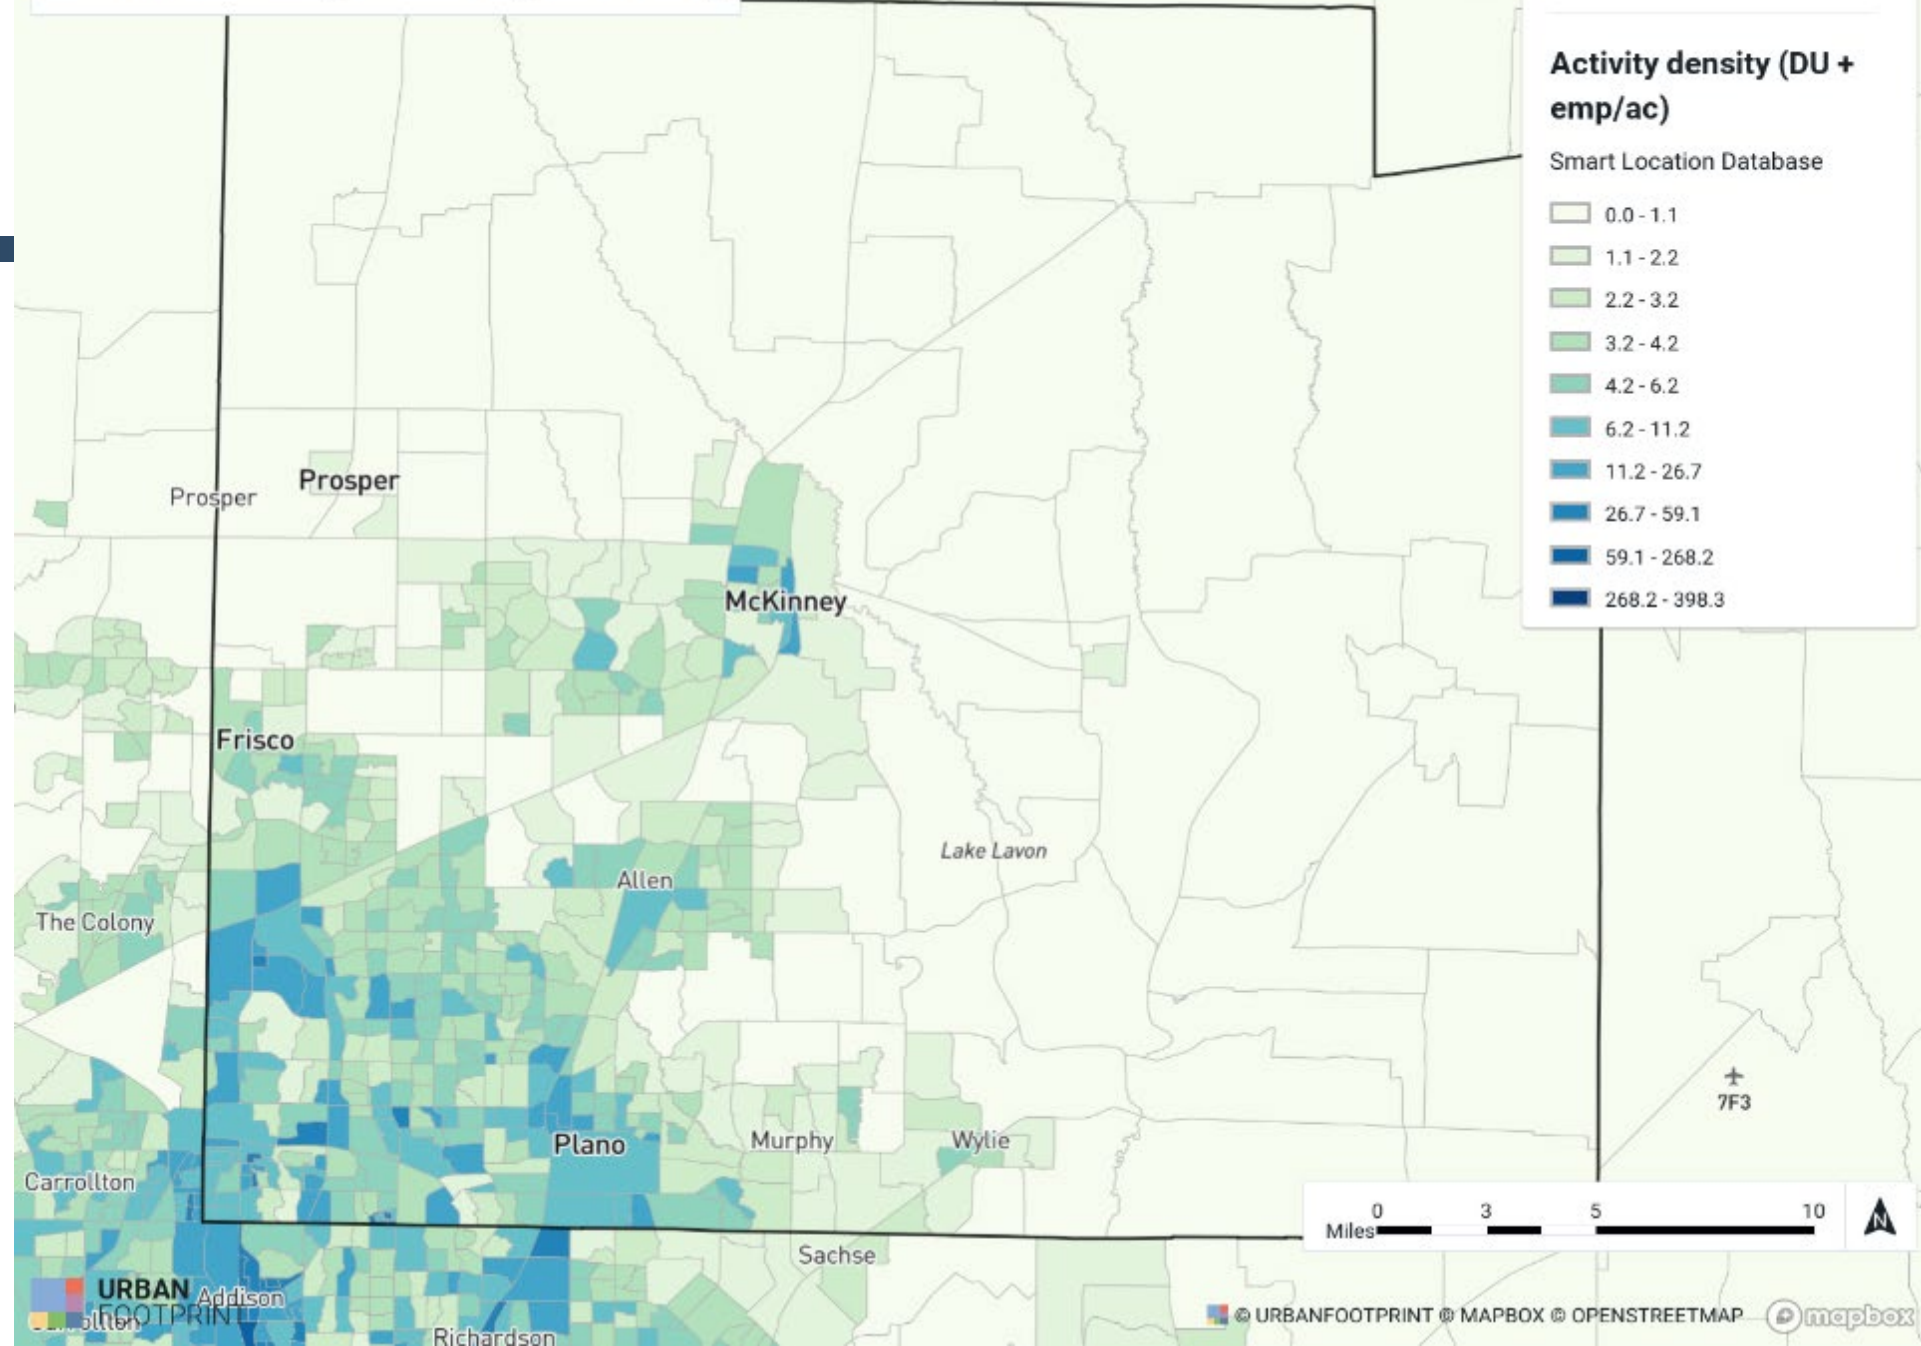 Activity density (DU +
emp/ac)
Smart Location Database
0.0 - 1.1
1.1 - 2.2
2.2 - 3.2
3.2 - 4.2
4.2 - 6.2
6.2 - 11.2
11.2 - 26.7
26.7 - 59.1
59.1 - 268.2
268.2 - 398.3
Prosper
Prosper
McKinney
Frisco
Lake Lavon
Allen
The Colony
7F3
Plano
Murphy
Wylie
Carrollton
0 3 5 10
Miles
N
Sachse
URBAN
FOOTPRINT
Addison
Richardson
© URBANFOOTPRINT © MAPBOX © OPENSTREETMAP
mapbox